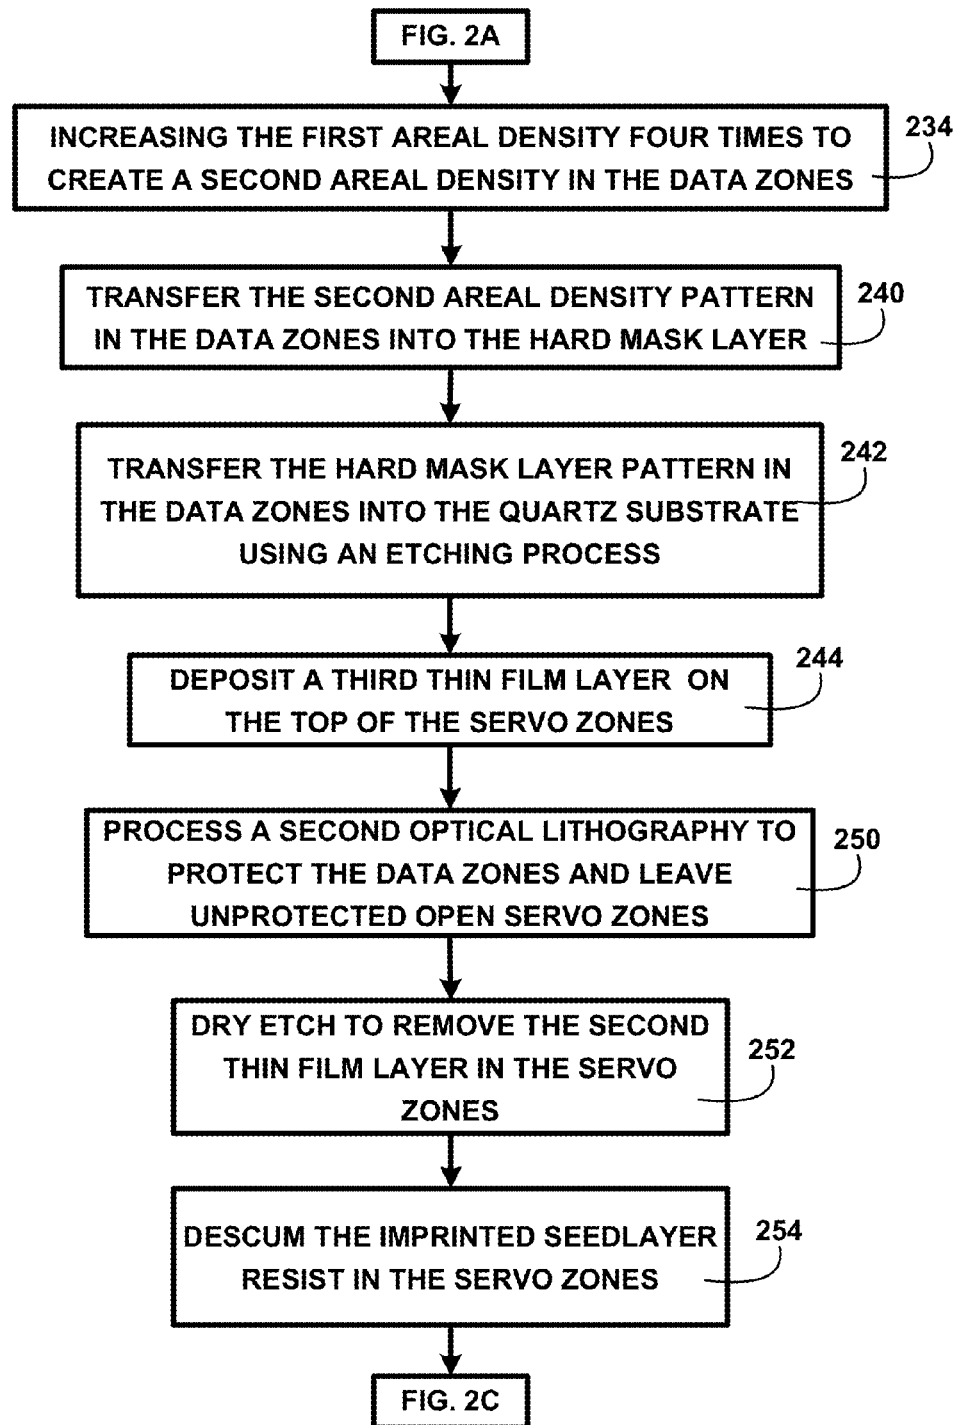 FIG. 2A
INCREASING THE FIRST AREAL DENSITY FOUR TIMES TO
CREATE A SECOND AREAL DENSITY IN THE DATA ZONES
234
TRANSFER THE SECOND AREAL DENSITY PATTERN
IN THE DATA ZONES INTO THE HARD MASK LAYER
240
TRANSFER THE HARD MASK LAYER PATTERN IN
THE DATA ZONES INTO THE QUARTZ SUBSTRATE
USING AN ETCHING PROCESS
242
DEPOSIT A THIRD THIN FILM LAYER ON
THE TOP OF THE SERVO ZONES
244
PROCESS A SECOND OPTICAL LITHOGRAPHY TO
PROTECT THE DATA ZONES AND LEAVE
UNPROTECTED OPEN SERVO ZONES
250
DRY ETCH TO REMOVE THE SECOND
THIN FILM LAYER IN THE SERVO
ZONES
252
DESCUM THE IMPRINTED SEEDLAYER
RESIST IN THE SERVO ZONES
254
FIG. 2C